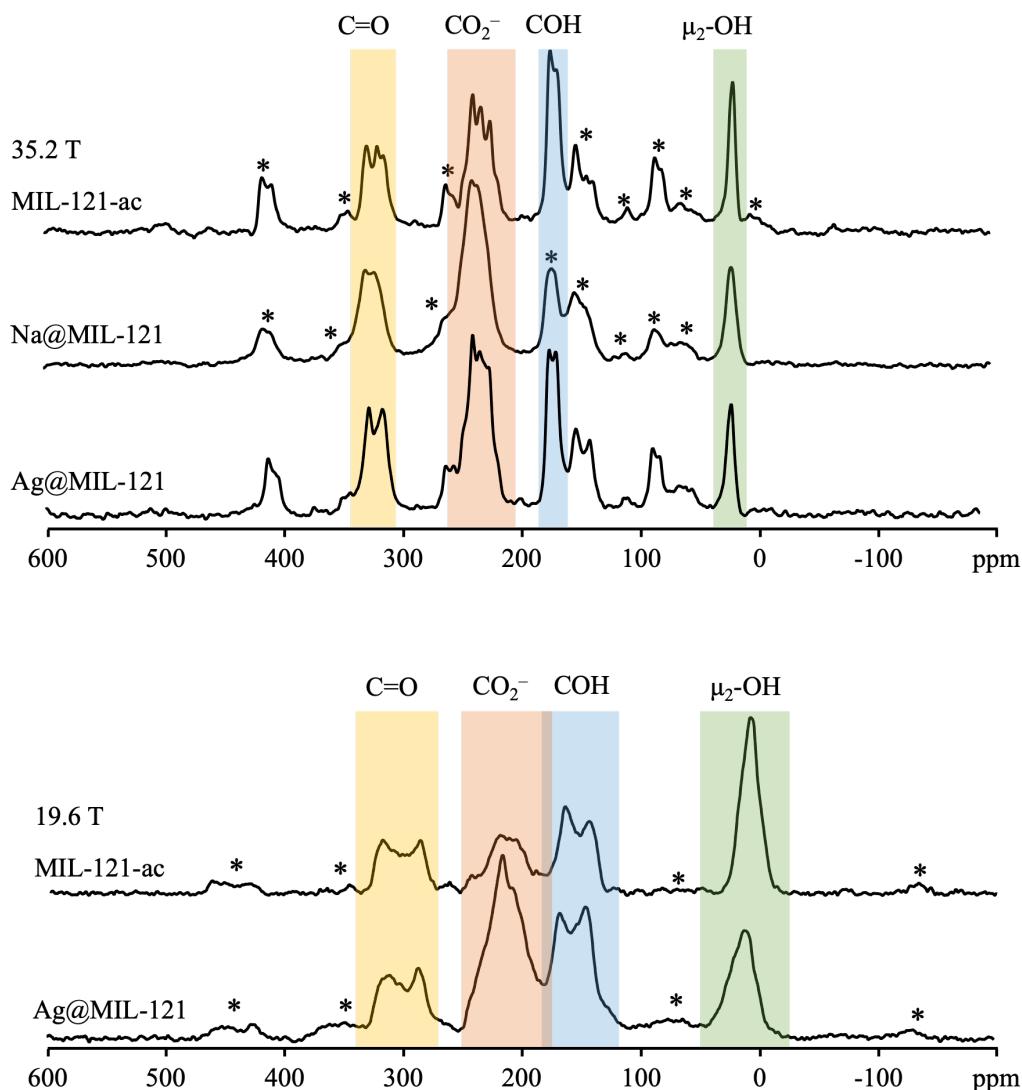 C=O CO₂⁻ COH μ₂-OH
35.2 T
* * * * * * * *
MIL-121-ac
* * * * * * * *
Na@MIL-121
Ag@MIL-121
600 500 400 300 200 100 0 -100 ppm
C=O CO₂⁻ COH μ₂-OH
19.6 T
MIL-121-ac
* * * *
Ag@MIL-121
* * * *
600 500 400 300 200 100 0 -100 ppm